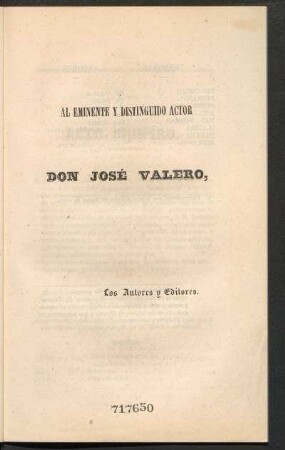 AL EMINENTE Y DISTINGUIDO ACTOR
DON JOSÉ VALERO,
Los Autores y Editores.
717650